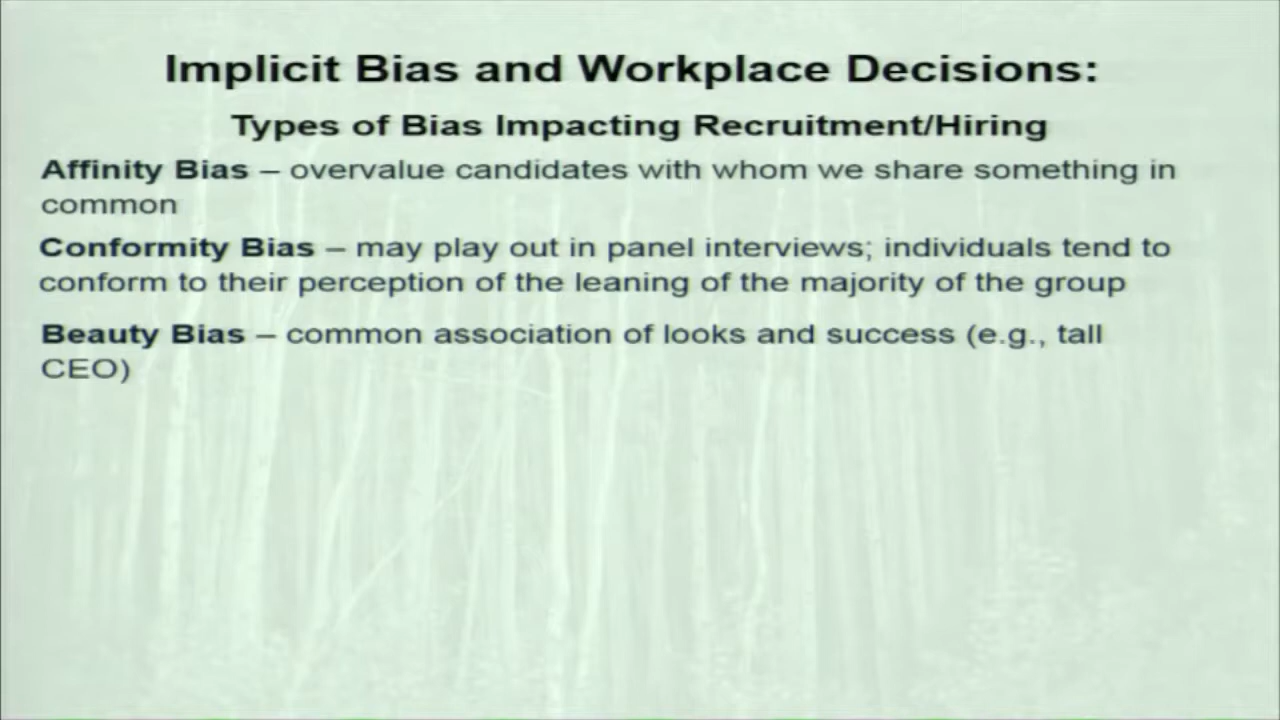 Implicit Bias and Workplace Decisions:
Types of Bias Impacting Recruitment/Hiring
Affinity Bias – overvalue candidates with whom we share something in
common
Conformity Bias – may play out in panel interviews; individuals tend to
conform to their perception of the leaning of the majority of the group
Beauty Bias – common association of looks and success (e.g., tall
CEO)